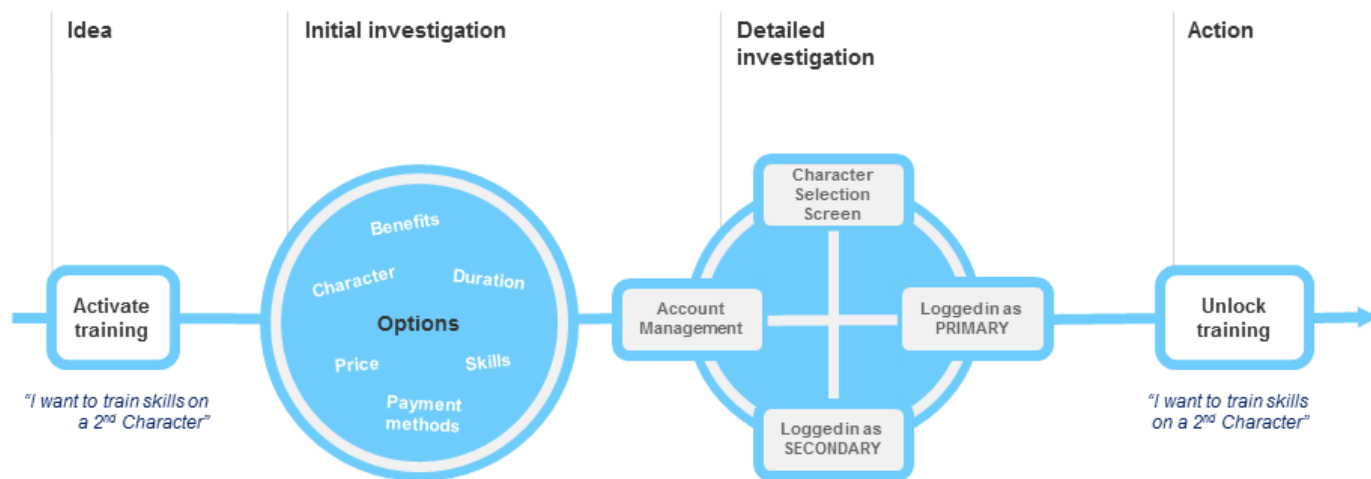 Idea
Initial investigation
Detailed
investigation
Action
Activate
training
"I want to train skills on
a 2nd Character"
Benefits
Character
Duration
Options
Price
Skills
Payment
methods
Character
Selection
Screen
Account
Management
Logged in as
PRIMARY
Logged in as
SECONDARY
Unlock
training
"I want to train skills
on a 2nd Character"